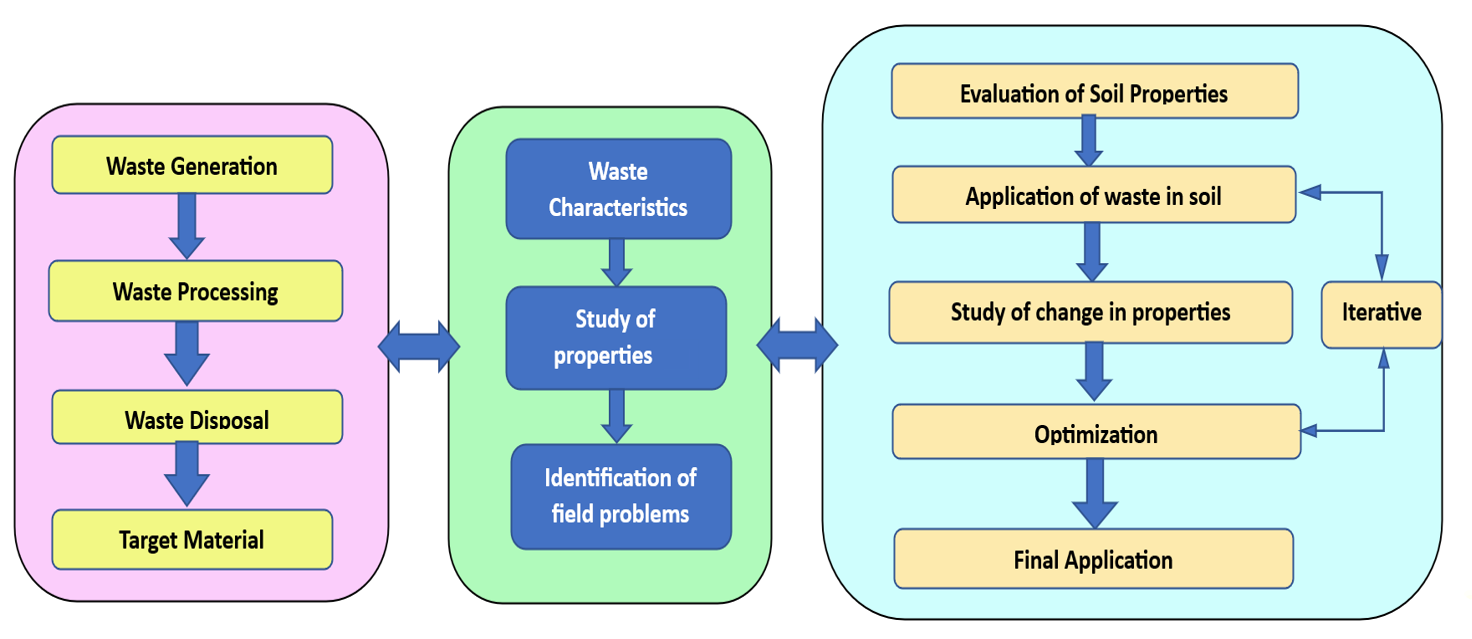 Waste Generation
Waste Processing
Waste Disposal
Target Material
Waste
Characteristics
Study of
properties
Identification of
field problems
Evaluation of Soil Properties
Application of waste in soil
Study of change in properties
Iterative
Optimization
Final Application